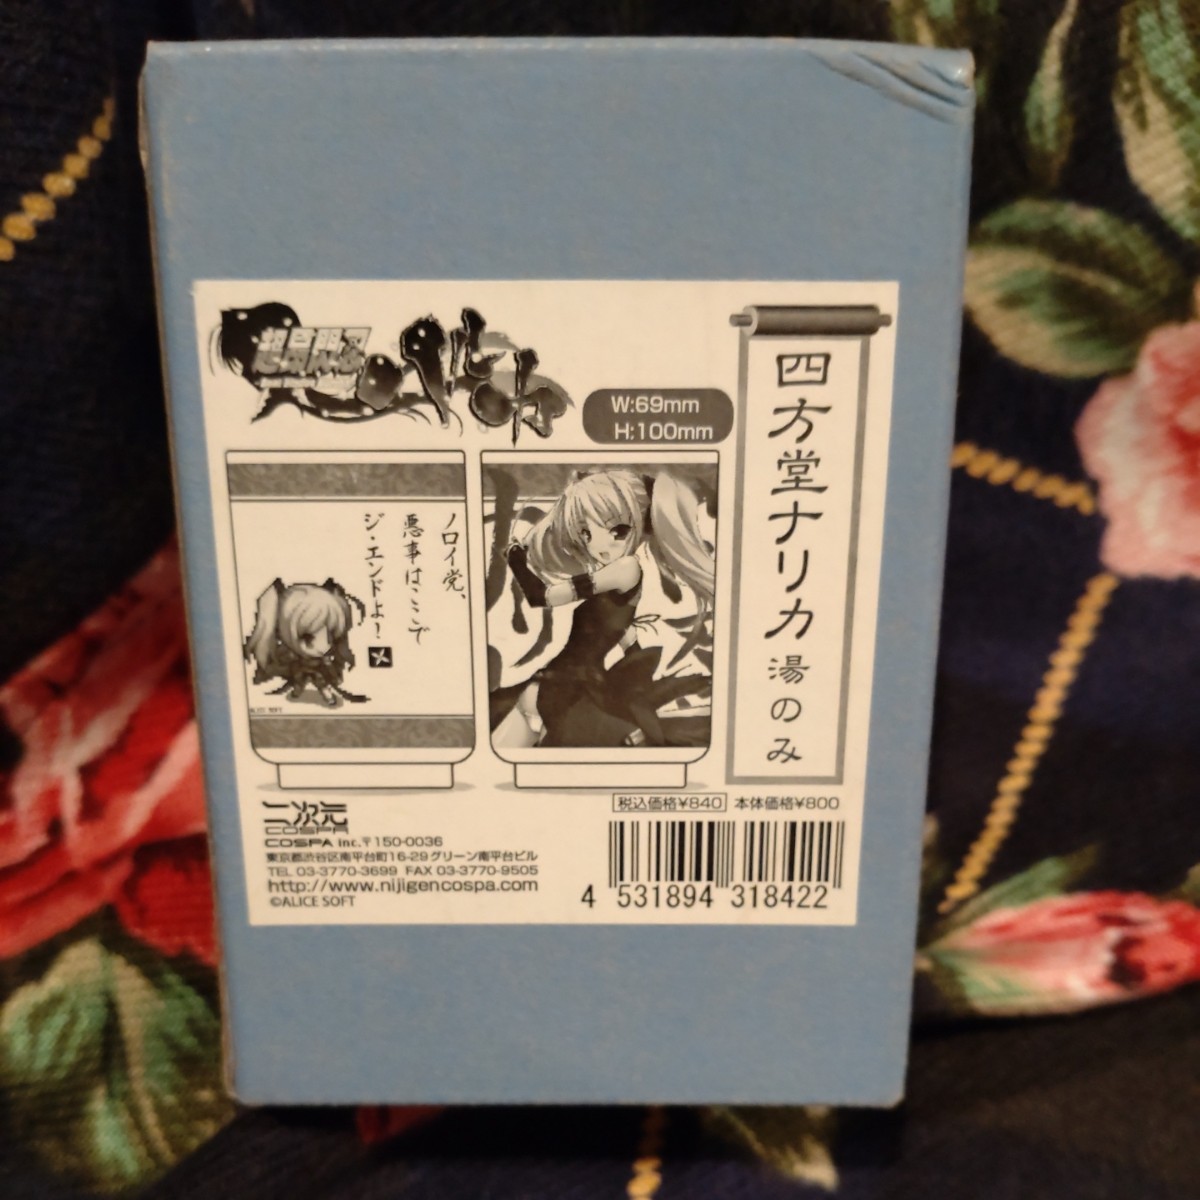 超昂閃忍
ハルカ
W:69mm
H:100mm
四方堂ナリカ 湯のみ
ノロイ党、
悪事はここで
ジ・エンドよ!
ALICE SOFT
税込価格¥840 本体価格¥800
二次元
COSPA
COSPA inc.〒150-0036
東京都渋谷区南平台町16-29グリーン南平台ビル
TEL 03-3770-3699 FAX 03-3770-9505
http://www.nijigencospa.com
©ALICE SOFT
4 531894 318422